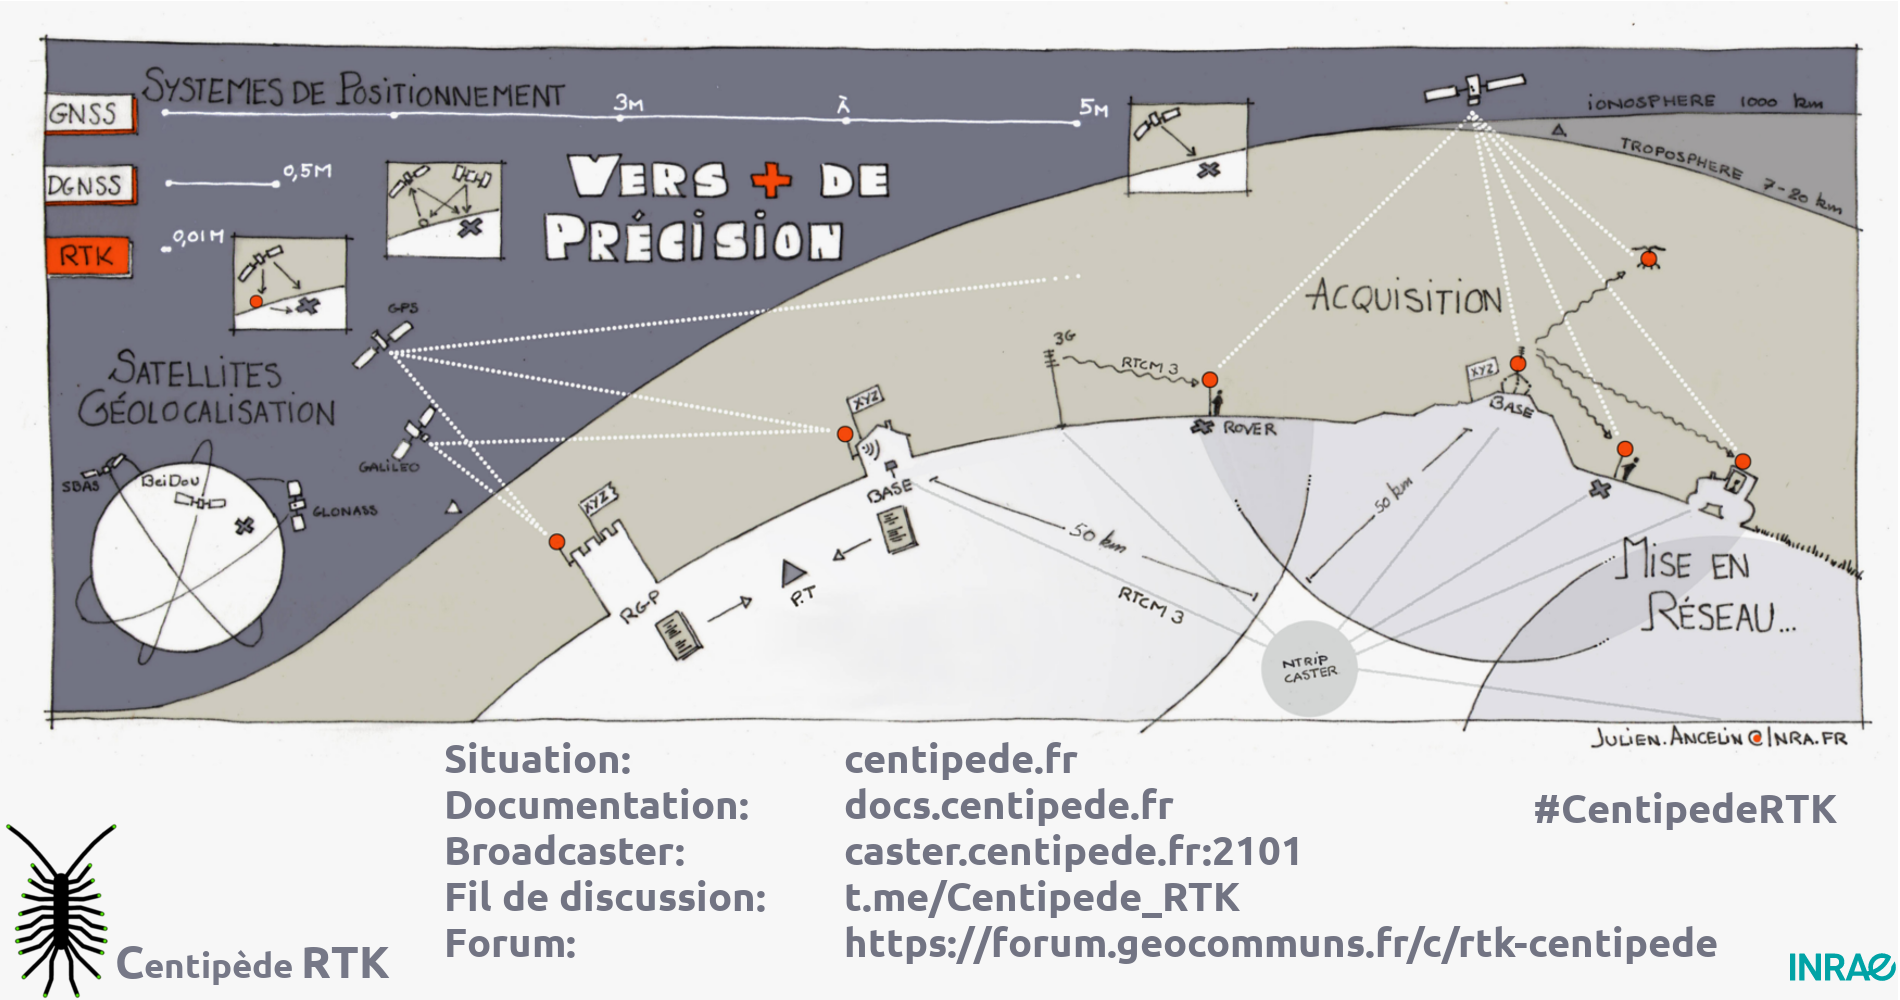 SYSTEMES DE POSITIONNEMENT
GNSS
3M
À
5M
DGNSS
0,5M
RTK
0,01M
VERS + DE
PRÉCISION
IONOSPHERE 1000 km
TROPOSPHERE 7-20 km
ACQUISITION
GPS
SATELLITES
GÉOLOCALISATION
GALILEO
SBAS
BEIDOU
GLONASS
XYZ
RGP
P.T
XYZ
BASE
3G
RTCM 3
ROVER
XYZ
BASE
50 km
50 km
RTCM 3
NTRIP
CASTER
MISE EN
RÉSEAU...
JULIEN.ANCELIN@INRA.FR
Situation: centipede.fr
Documentation: docs.centipede.fr
Broadcaster: caster.centipede.fr:2101
Fil de discussion: t.me/Centipede_RTK
Forum: https://forum.geocommuns.fr/c/rtk-centipede
#CentipedeRTK
Centipède RTK
INRAE